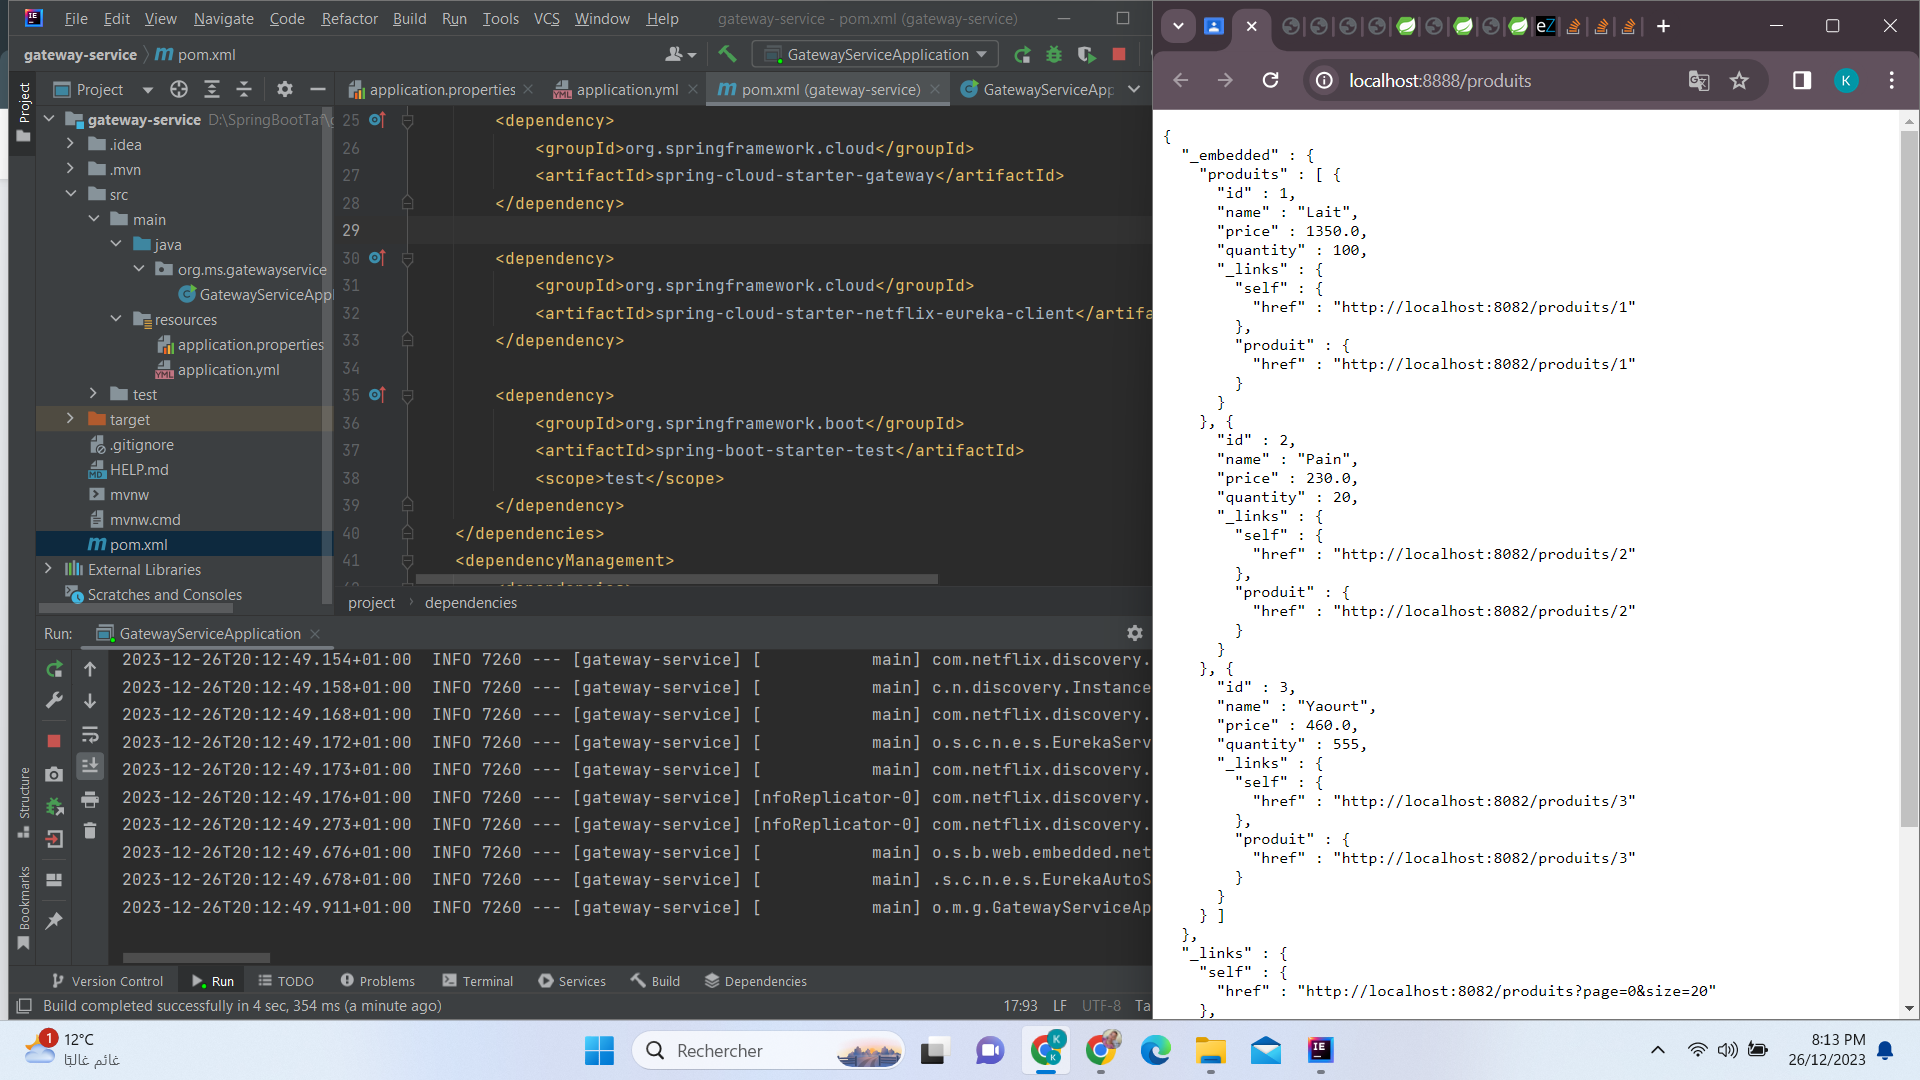 File Edit View Navigate Code Refactor Build Run Tools VCS Window Help gateway-service - pom.xml (gateway-service)
gateway-service pom.xml
GatewayServiceApplication
Project
application.properties
application.yml
pom.xml (gateway-service)
GatewayServiceApp
Project
gateway-service D:\SpringBootTaf\g
.idea
.mvn
src
main
java
org.ms.gatewayservice
GatewayServiceAppl
resources
application.properties
application.yml
test
target
.gitignore
HELP.md
mvnw
mvnw.cmd
pom.xml
External Libraries
Scratches and Consoles
25 <dependency>
26 <groupId>org.springframework.cloud</groupId>
27 <artifactId>spring-cloud-starter-gateway</artifactId>
28 </dependency>
29
30 <dependency>
31 <groupId>org.springframework.cloud</groupId>
32 <artifactId>spring-cloud-starter-netflix-eureka-client</artifa
33 </dependency>
34
35 <dependency>
36 <groupId>org.springframework.boot</groupId>
37 <artifactId>spring-boot-starter-test</artifactId>
38 <scope>test</scope>
39 </dependency>
40 </dependencies>
41 <dependencyManagement>
project dependencies
Run: GatewayServiceApplication
2023-12-26T20:12:49.154+01:00 INFO 7260 --- [gateway-service] [ main] com.netflix.discovery.
2023-12-26T20:12:49.158+01:00 INFO 7260 --- [gateway-service] [ main] c.n.discovery.Instance
2023-12-26T20:12:49.168+01:00 INFO 7260 --- [gateway-service] [ main] com.netflix.discovery.
2023-12-26T20:12:49.172+01:00 INFO 7260 --- [gateway-service] [ main] o.s.c.n.e.s.EurekaServ
2023-12-26T20:12:49.173+01:00 INFO 7260 --- [gateway-service] [ main] com.netflix.discovery.
2023-12-26T20:12:49.176+01:00 INFO 7260 --- [gateway-service] [nfoReplicator-0] com.netflix.discovery.
2023-12-26T20:12:49.273+01:00 INFO 7260 --- [gateway-service] [nfoReplicator-0] com.netflix.discovery.
2023-12-26T20:12:49.676+01:00 INFO 7260 --- [gateway-service] [ main] o.s.b.web.embedded.net
2023-12-26T20:12:49.678+01:00 INFO 7260 --- [gateway-service] [ main] .s.c.n.e.s.EurekaAutoS
2023-12-26T20:12:49.911+01:00 INFO 7260 --- [gateway-service] [ main] o.m.g.GatewayServiceAp
Structure
Bookmarks
Version Control Run TODO Problems Terminal Services Build Dependencies
Build completed successfully in 4 sec, 354 ms (a minute ago) 17:93 LF UTF-8 Ta
localhost:8888/produits
K
{
"_embedded" : {
"produits" : [ {
"id" : 1,
"name" : "Lait",
"price" : 1350.0,
"quantity" : 100,
"_links" : {
"self" : {
"href" : "http://localhost:8082/produits/1"
},
"produit" : {
"href" : "http://localhost:8082/produits/1"
}
}
}, {
"id" : 2,
"name" : "Pain",
"price" : 230.0,
"quantity" : 20,
"_links" : {
"self" : {
"href" : "http://localhost:8082/produits/2"
},
"produit" : {
"href" : "http://localhost:8082/produits/2"
}
}
}, {
"id" : 3,
"name" : "Yaourt",
"price" : 460.0,
"quantity" : 555,
"_links" : {
"self" : {
"href" : "http://localhost:8082/produits/3"
},
"produit" : {
"href" : "http://localhost:8082/produits/3"
}
}
} ]
},
"_links" : {
"self" : {
"href" : "http://localhost:8082/produits?page=0&size=20"
},
1
12°C
غائم غالبًا
Rechercher
8:13 PM
26/12/2023